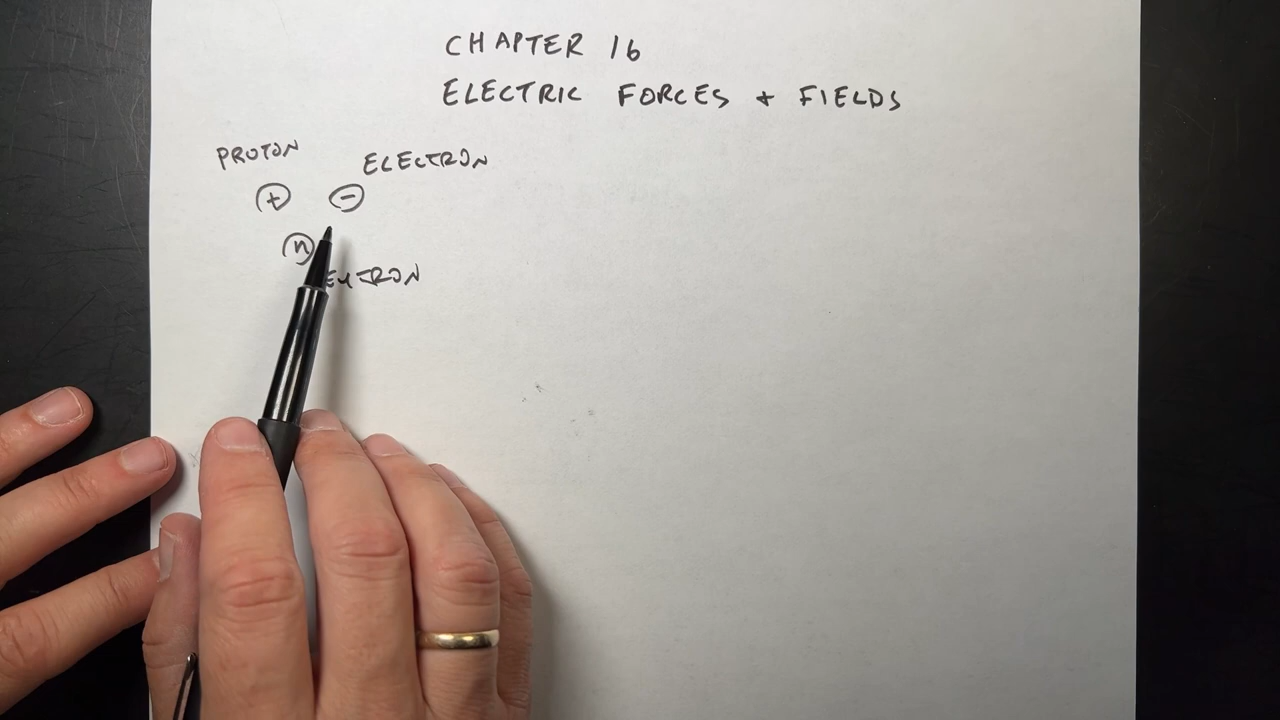 CHAPTER 16
ELECTRIC FORCES + FIELDS
PROTON ELECTRON
+ −
n